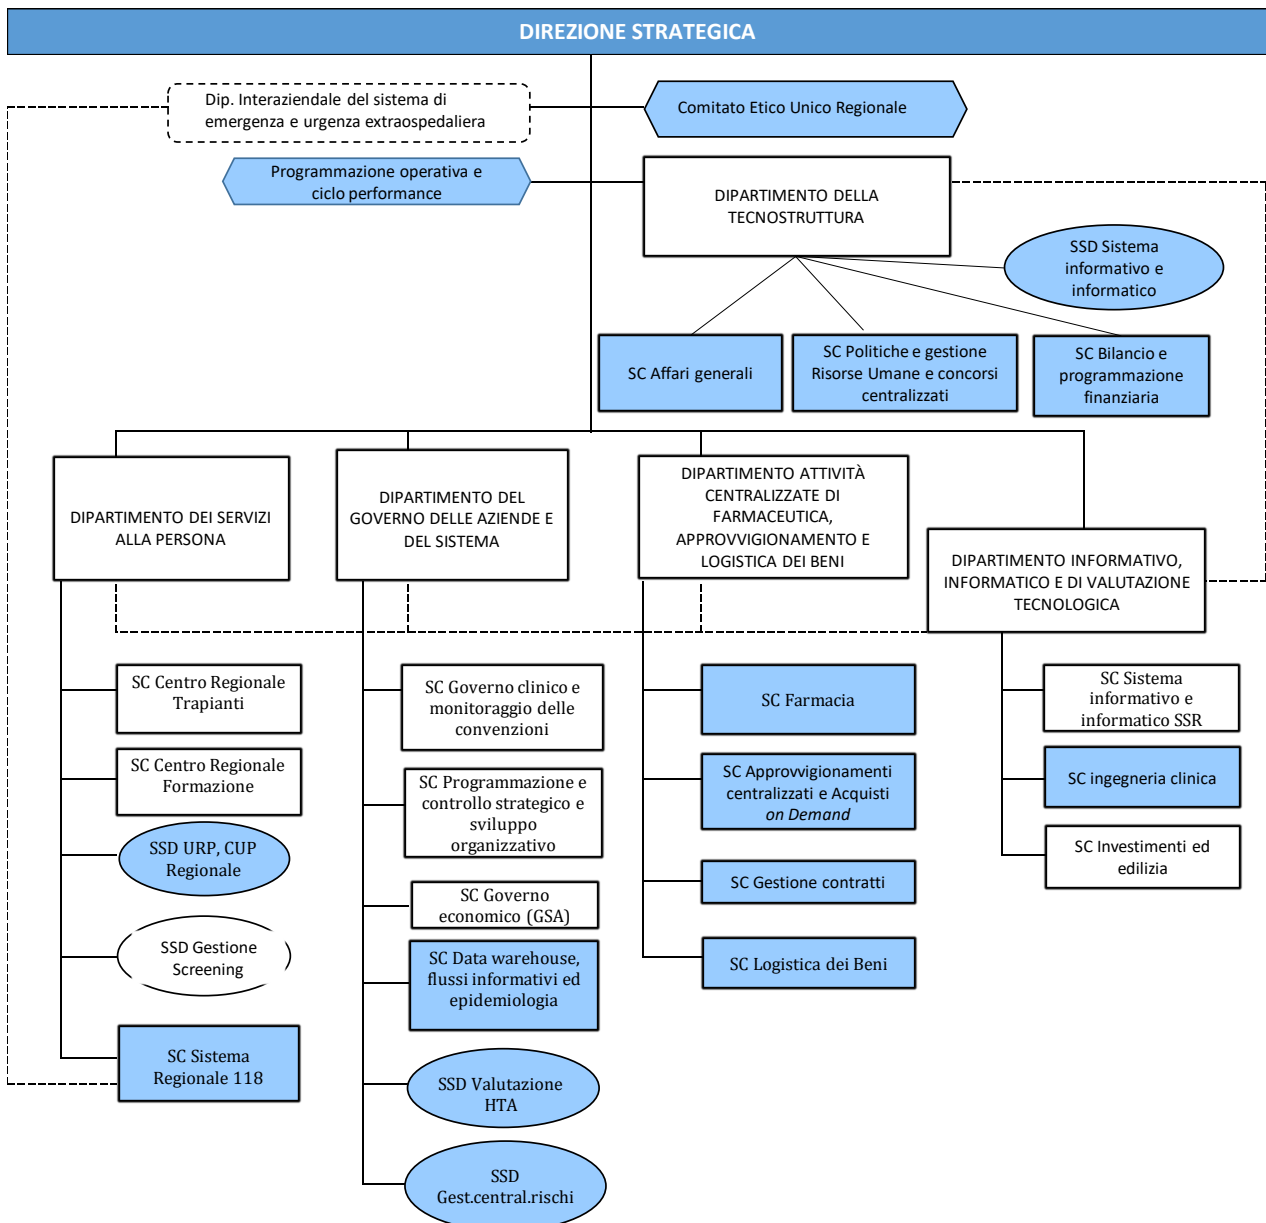 DIREZIONE STRATEGICA
Dip. Interaziendale del sistema di
emergenza e urgenza extraospedaliera
Comitato Etico Unico Regionale
Programmazione operativa e
ciclo performance
DIPARTIMENTO DELLA
TECNOSTRUTTURA
SSD Sistema
informativo e
informatico
SC Affari generali
SC Politiche e gestione
Risorse Umane e concorsi
centralizzati
SC Bilancio e
programmazione
finanziaria
DIPARTIMENTO DEI SERVIZI
ALLA PERSONA
DIPARTIMENTO DEL
GOVERNO DELLE AZIENDE E
DEL SISTEMA
DIPARTIMENTO ATTIVITÀ
CENTRALIZZATE DI
FARMACEUTICA,
APPROVVIGIONAMENTO E
LOGISTICA DEI BENI
DIPARTIMENTO INFORMATIVO,
INFORMATICO E DI VALUTAZIONE
TECNOLOGICA
SC Centro Regionale
Trapianti
SC Centro Regionale
Formazione
SSD URP, CUP
Regionale
SSD Gestione
Screening
SC Sistema
Regionale 118
SC Governo clinico e
monitoraggio delle
convenzioni
SC Programmazione e
controllo strategico e
sviluppo
organizzativo
SC Governo
economico (GSA)
SC Data warehouse,
flussi informativi ed
epidemiologia
SSD Valutazione
HTA
SSD
Gest.central.rischi
SC Farmacia
SC Approvvigionamenti
centralizzati e Acquisti
on Demand
SC Gestione contratti
SC Logistica dei Beni
SC Sistema
informativo e
informatico SSR
SC ingegneria clinica
SC Investimenti ed
edilizia